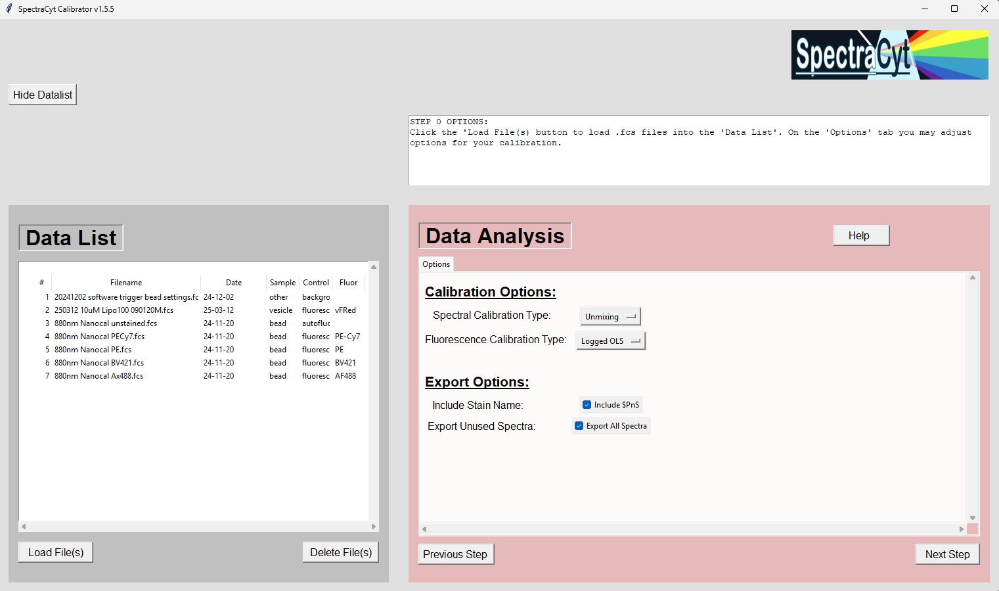 SpectraCyt Calibrator v1.5.5
SpectraCyt
Hide Datalist
STEP 0 OPTIONS:
Click the 'Load File(s) button to load .fcs files into the 'Data List'. On the 'Options' tab you may adjust
options for your calibration.
Data List
# Filename Date Sample Control Fluor
1 20241202 software trigger bead settings.fc 24-12-02 other backgro
2 250312 10uM Lipo100 090120M.fcs 25-03-12 vesicle fluoresc vFRed
3 880nm Nanocal unstained.fcs 24-11-20 bead autofluc
4 880nm Nanocal PECy7.fcs 24-11-20 bead fluoresc PE-Cy7
5 880nm Nanocal PE.fcs 24-11-20 bead fluoresc PE
6 880nm Nanocal BV421.fcs 24-11-20 bead fluoresc BV421
7 880nm Nanocal Ax488.fcs 24-11-20 bead fluoresc AF488
Load File(s)
Delete File(s)
Data Analysis
Help
Options
Calibration Options:
Spectral Calibration Type: Unmixing
Fluorescence Calibration Type: Logged OLS
Export Options:
Include Stain Name: Include $PnS
Export Unused Spectra: Export All Spectra
Previous Step
Next Step